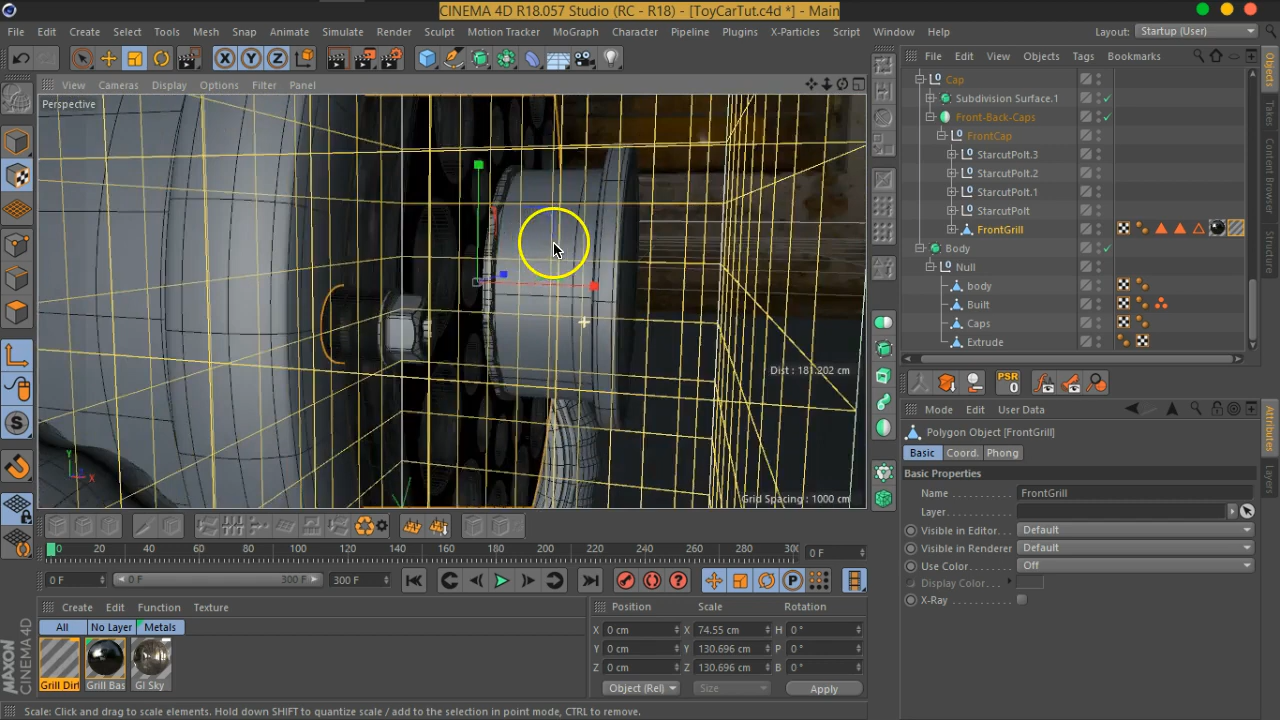 CINEMA 4D R18.057 Studio (RC - R18) - [ToyCarTut.c4d *] - Main
File Edit Create Select Tools Mesh Snap Animate Simulate Render Sculpt Motion Tracker MoGraph Character Pipeline Plugins X-Particles Script Window Help Layout: Startup (User)
View Cameras Display Options Filter Panel
File Edit View Objects Tags Bookmarks
Perspective
Cap
Subdivision Surface.1
Front-Back-Caps
FrontCap
StarcutPolt.3
StarcutPolt.2
StarcutPolt.1
StarcutPolt
FrontGrill
Body
Null
body
Built
Caps
Extrude
Objects
Takes
Content Browser
Structure
Dist : 181.202 cm
Grid Spacing : 1000 cm
Y
X
PSR
0
Mode Edit User Data
Polygon Object [FrontGrill]
Basic Coord. Phong
Basic Properties
Name FrontGrill
Layer
Visible in Editor Default
Visible in Renderer Default
Use Color Off
Display Color
X-Ray
Attributes
Layers
0 20 40 60 80 100 120 140 160 180 200 220 240 260 280 300 0 F
0 F 0 F 300 F 300 F
Create Edit Function Texture
All No Layer Metals
Grill Dirt Grill Bas GI Sky
MAXON CINEMA 4D
Position Scale Rotation
X 0 cm X 74.55 cm H 0 °
Y 0 cm Y 130.696 cm P 0 °
Z 0 cm Z 130.696 cm B 0 °
Object (Rel) Size Apply
Scale: Click and drag to scale elements. Hold down SHIFT to quantize scale / add to the selection in point mode, CTRL to remove.